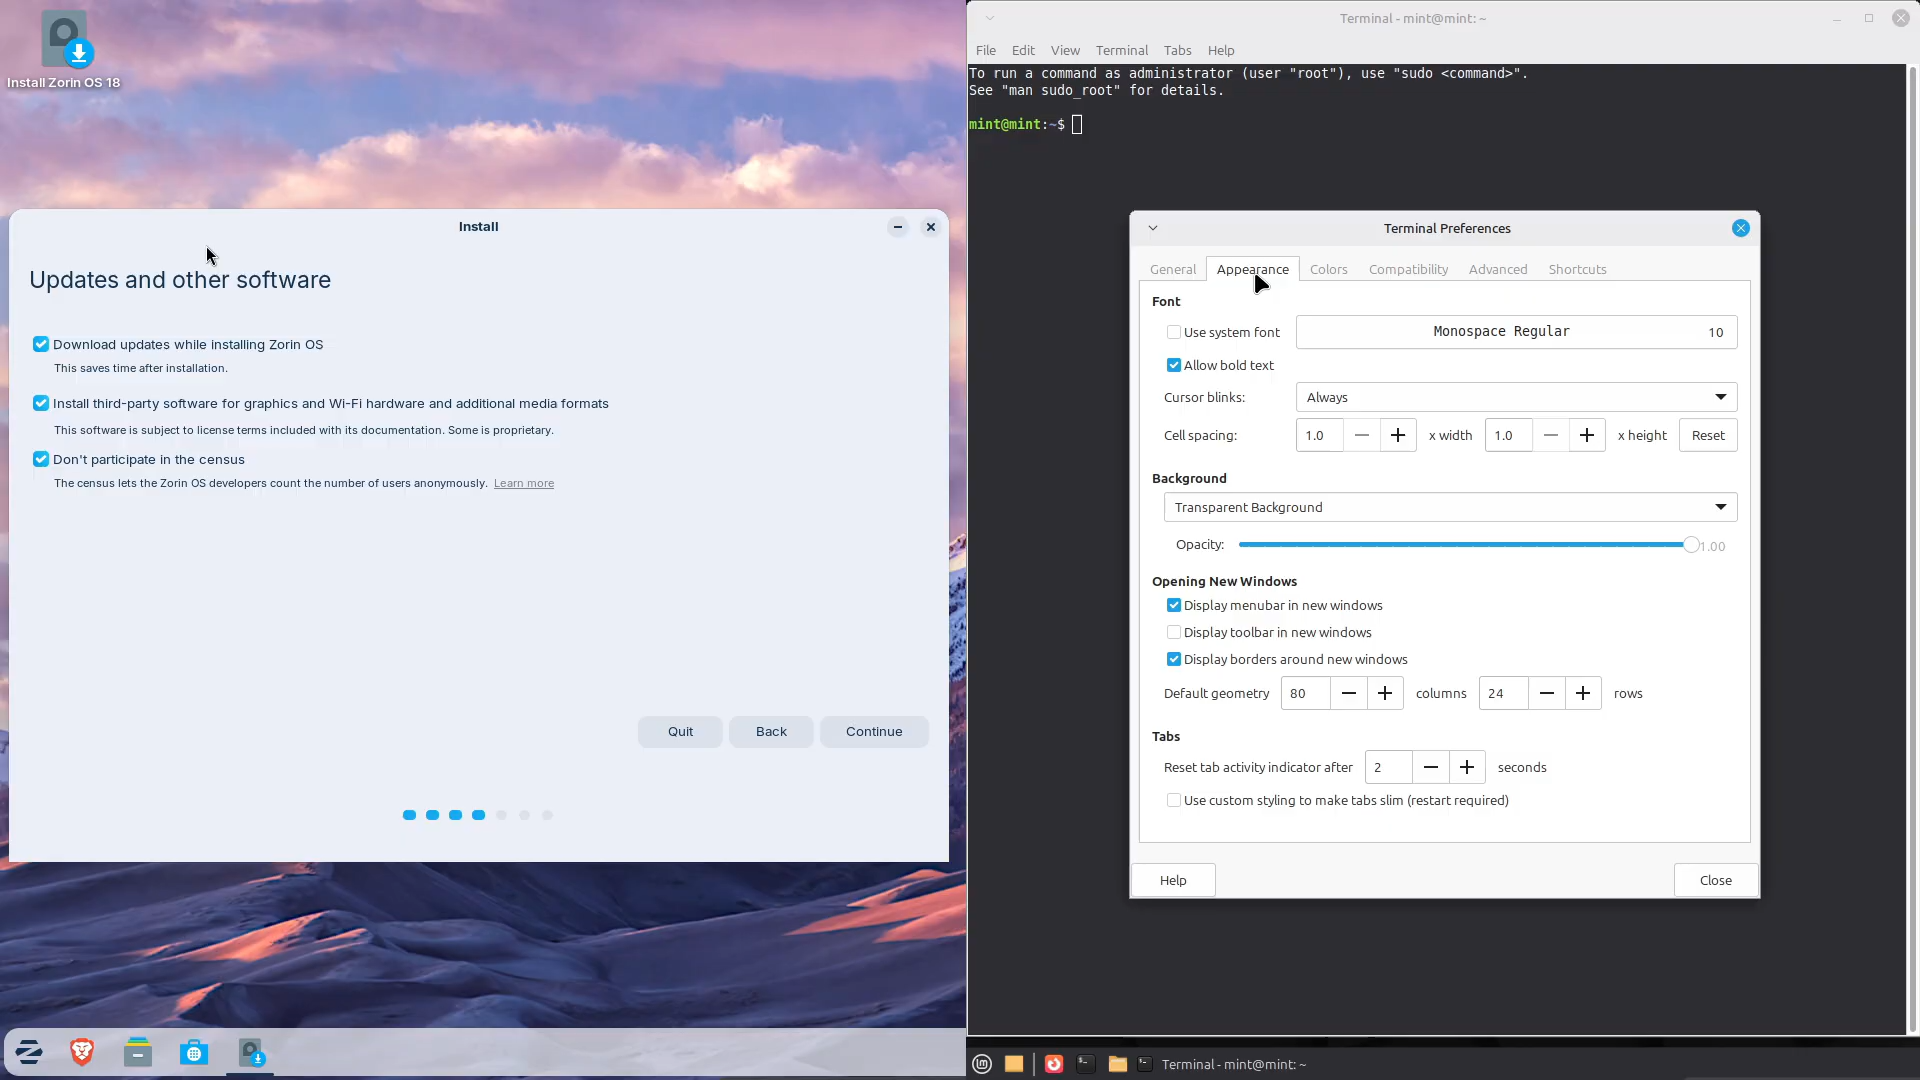 Install Zorin OS 18
Install
Updates and other software
Download updates while installing Zorin OS
This saves time after installation.
Install third-party software for graphics and Wi-Fi hardware and additional media formats
This software is subject to license terms included with its documentation. Some is proprietary.
Don't participate in the census
The census lets the Zorin OS developers count the number of users anonymously. Learn more
Quit Back Continue
Terminal - mint@mint: ~
File Edit View Terminal Tabs Help
To run a command as administrator (user "root"), use "sudo <command>".
See "man sudo_root" for details.
mint@mint:~$
Terminal Preferences
General Appearance Colors Compatibility Advanced Shortcuts
Font
Use system font Monospace Regular 10
Allow bold text
Cursor blinks: Always
Cell spacing: 1.0 x width 1.0 x height Reset
Background
Transparent Background
Opacity: 1.00
Opening New Windows
Display menubar in new windows
Display toolbar in new windows
Display borders around new windows
Default geometry 80 columns 24 rows
Tabs
Reset tab activity indicator after 2 seconds
Use custom styling to make tabs slim (restart required)
Help Close
Terminal - mint@mint: ~